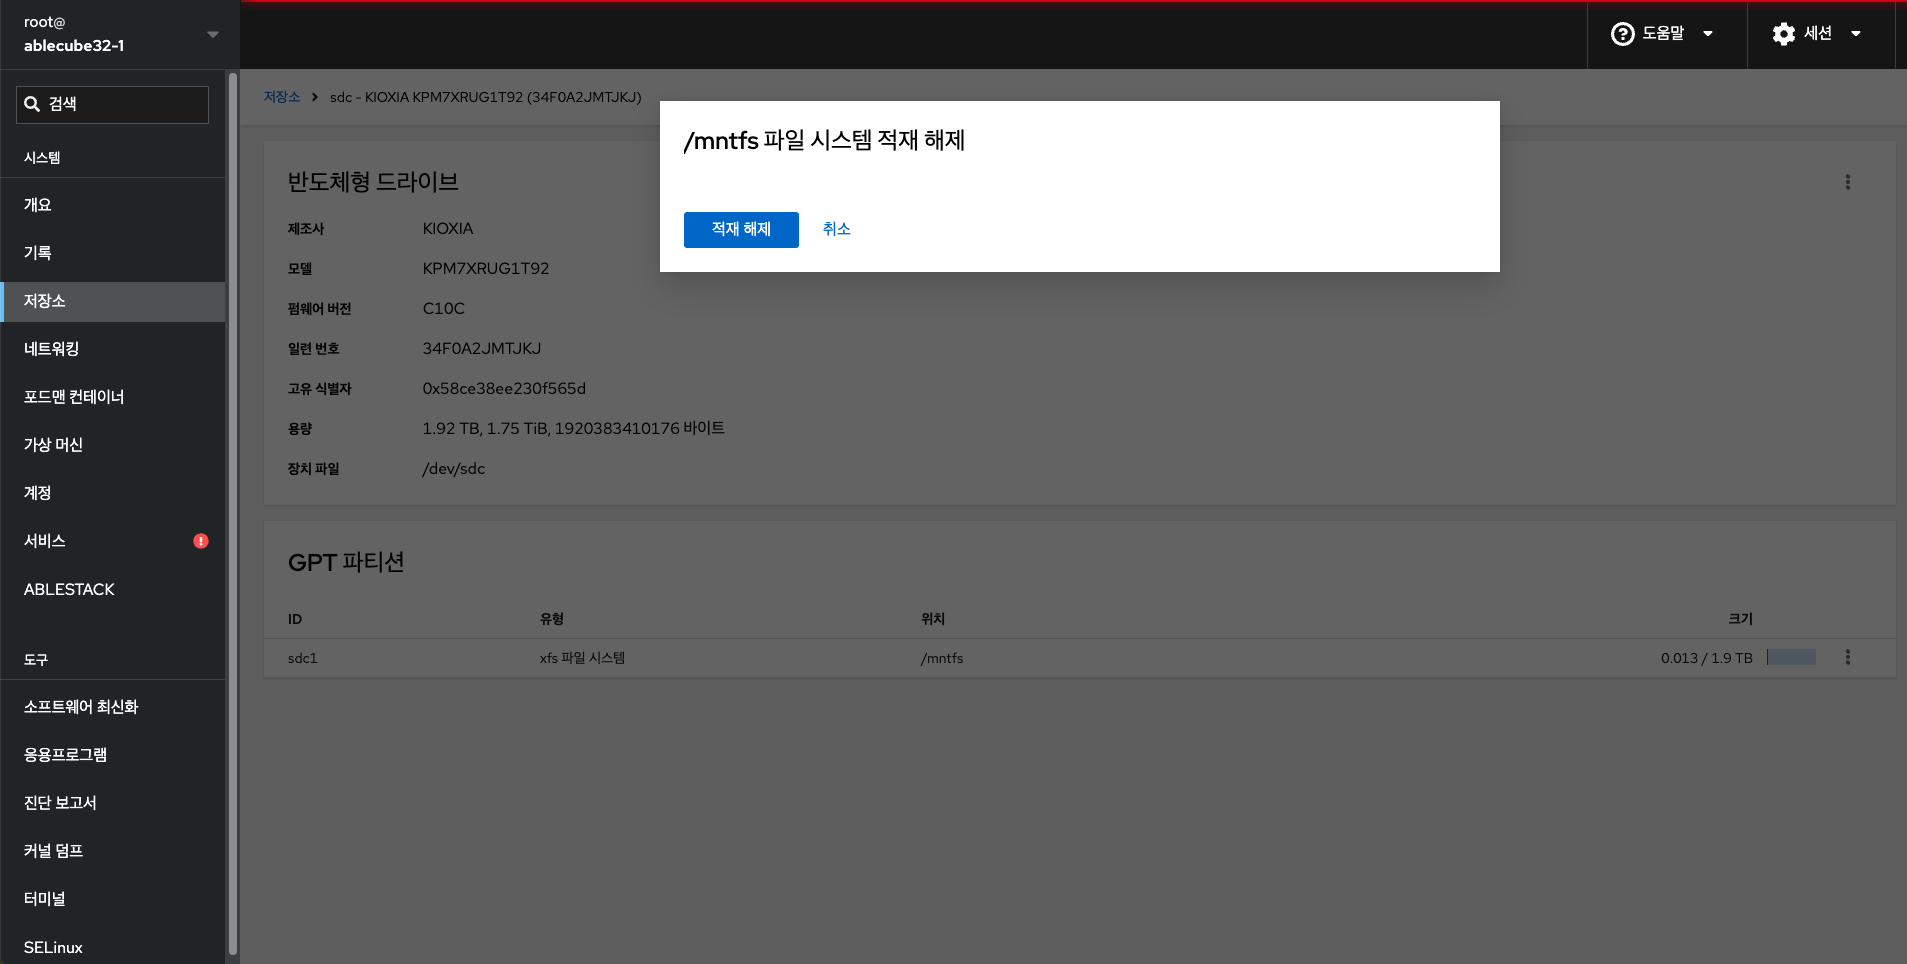 root@
ablecube32-1
도움말
세션
검색
시스템
개요
기록
저장소
네트워킹
포드맨 컨테이너
가상 머신
계정
서비스
ABLESTACK
도구
소프트웨어 최신화
응용프로그램
진단 보고서
커널 덤프
터미널
SELinux
저장소 > sdc - KIOXIA KPM7XRUG1T92 (34F0A2JMTJKJ)
/mntfs 파일 시스템 적재 해제
적재 해제 취소
반도체형 드라이브
제조사 KIOXIA
모델 KPM7XRUG1T92
펌웨어 버전 C10C
일련 번호 34F0A2JMTJKJ
고유 식별자 0x58ce38ee230f565d
용량 1.92 TB, 1.75 TiB, 1920383410176 바이트
장치 파일 /dev/sdc
GPT 파티션
ID 유형 위치 크기
sdc1 xfs 파일 시스템 /mntfs 0.013 / 1.9 TB